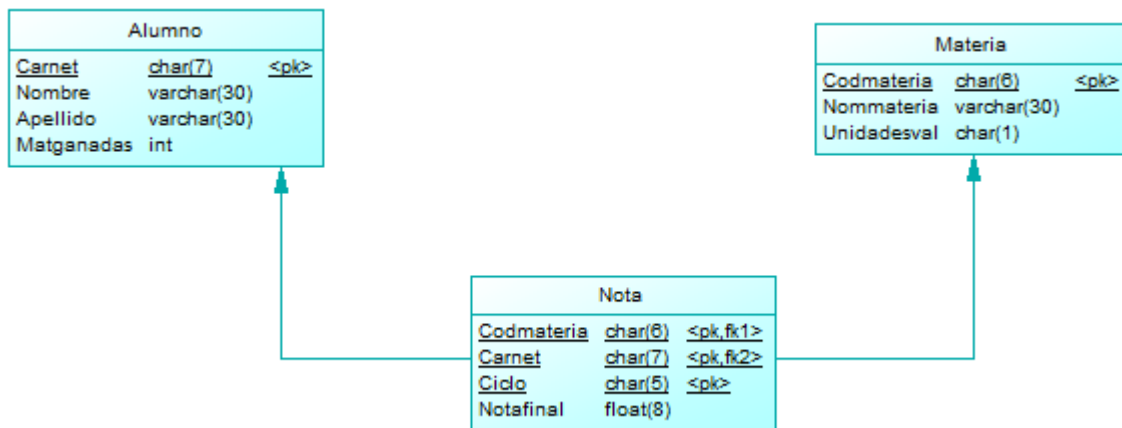 Alumno
Carnet char(7) <pk>
Nombre varchar(30)
Apellido varchar(30)
Matganadas int
Materia
Codmateria char(6) <pk>
Nommateria varchar(30)
Unidadesval char(1)
Nota
Codmateria char(6) <pk,fk1>
Carnet char(7) <pk,fk2>
Ciclo char(5) <pk>
Notafinal float(8)